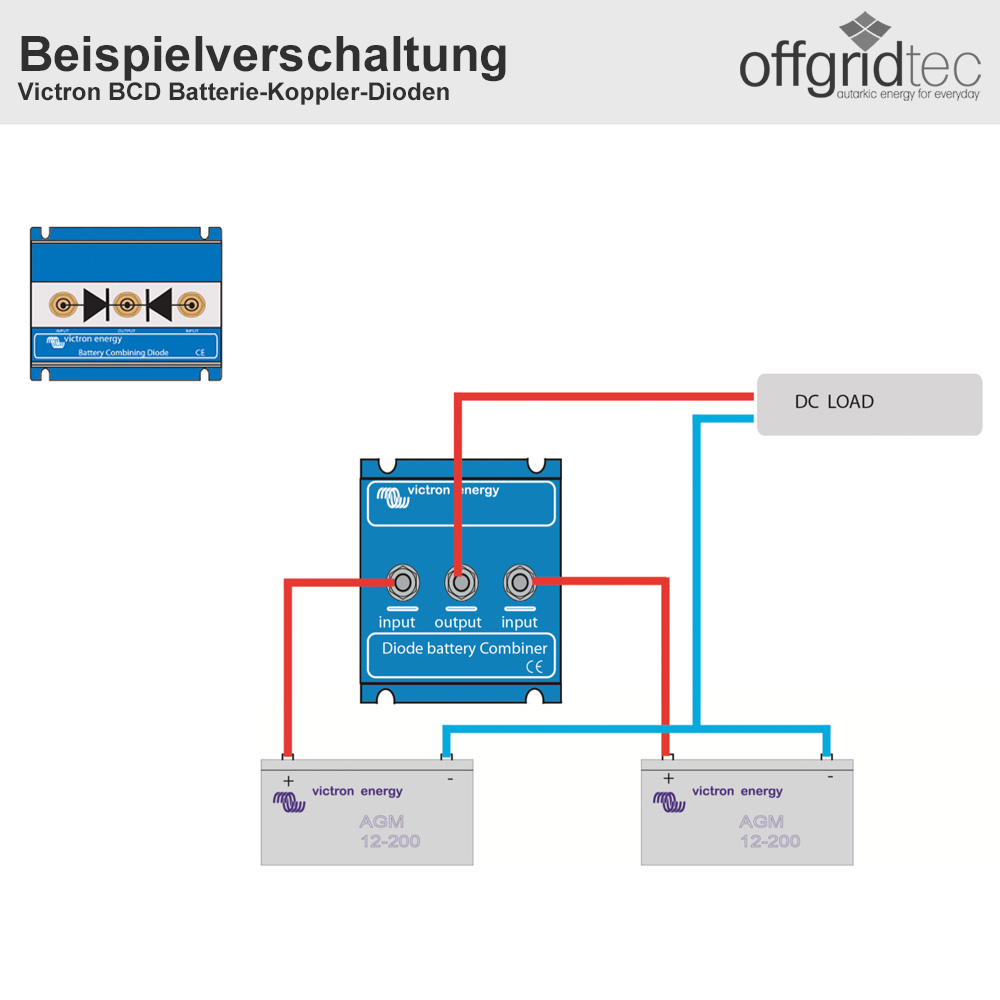 Beispielverschaltung
Victron BCD Batterie-Koppler-Dioden
offgridtec
autarkic energy for everyday
INPUT OUTPUT INPUT
victron energy
Battery Combining Diode CE
DC LOAD
victron energy
input output input
Diode battery Combiner
CE
+ -
victron energy
AGM
12-200
+ -
victron energy
AGM
12-200